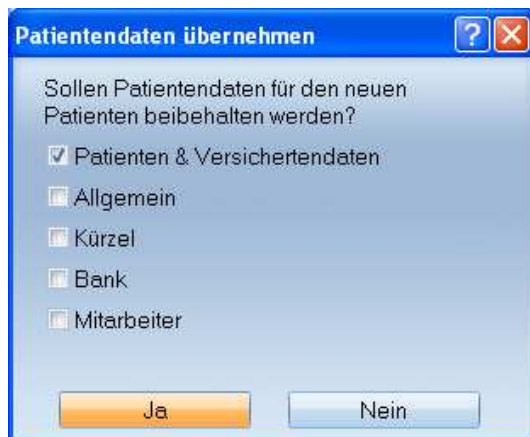 Patientendaten übernehmen
Sollen Patientendaten für den neuen
Patienten beibehalten werden?
Patienten & Versichertendaten
Allgemein
Kürzel
Bank
Mitarbeiter
Ja
Nein